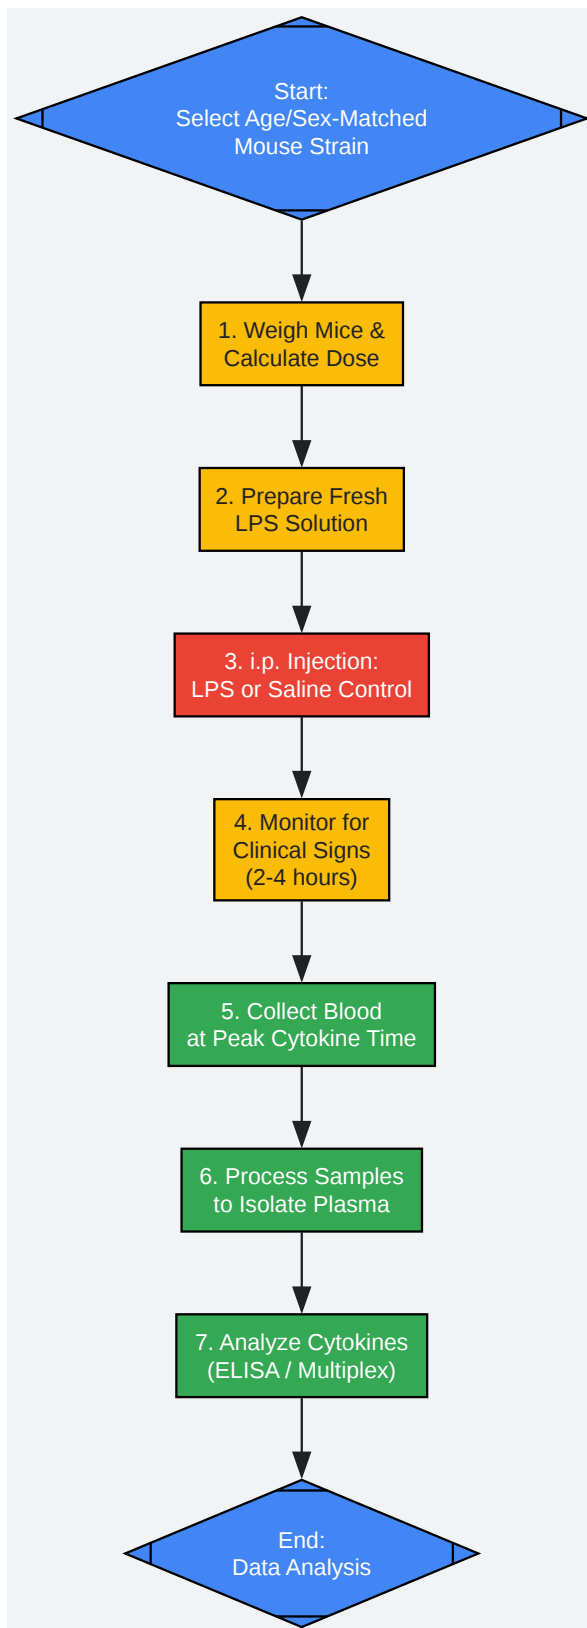 Start:
Select Age/Sex-Matched
Mouse Strain
1. Weigh Mice &
Calculate Dose
2. Prepare Fresh
LPS Solution
3. i.p. Injection:
LPS or Saline Control
4. Monitor for
Clinical Signs
(2-4 hours)
5. Collect Blood
at Peak Cytokine Time
6. Process Samples
to Isolate Plasma
7. Analyze Cytokines
(ELISA / Multiplex)
End:
Data Analysis